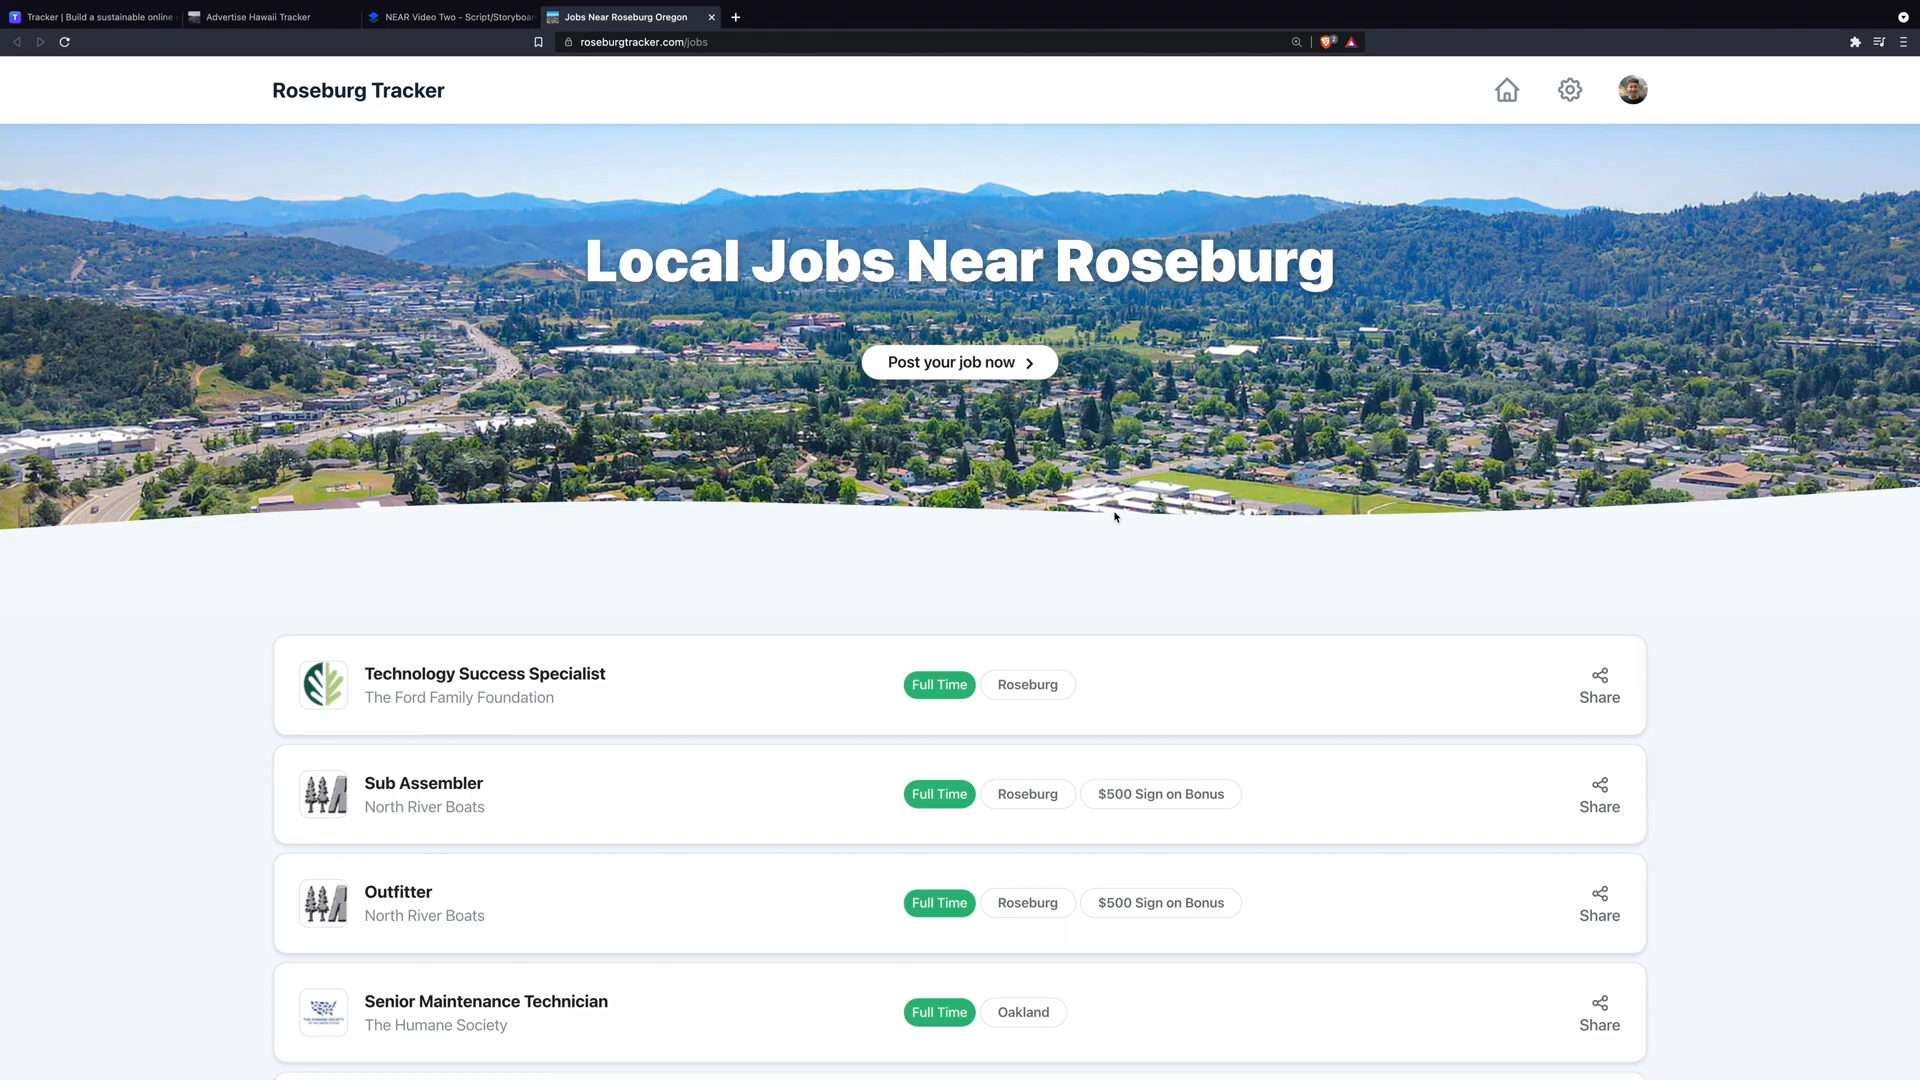 Tracker | Build a sustainable online
Advertise Hawaii Tracker
NEAR Video Two - Script/Storyboar
Jobs Near Roseburg Oregon
roseburgtracker.com/jobs
2
Roseburg Tracker
Local Jobs Near Roseburg
Post your job now
Technology Success Specialist
The Ford Family Foundation
Full Time
Roseburg
Share
Sub Assembler
North River Boats
Full Time
Roseburg
$500 Sign on Bonus
Share
Outfitter
North River Boats
Full Time
Roseburg
$500 Sign on Bonus
Share
Senior Maintenance Technician
The Humane Society
Full Time
Oakland
Share